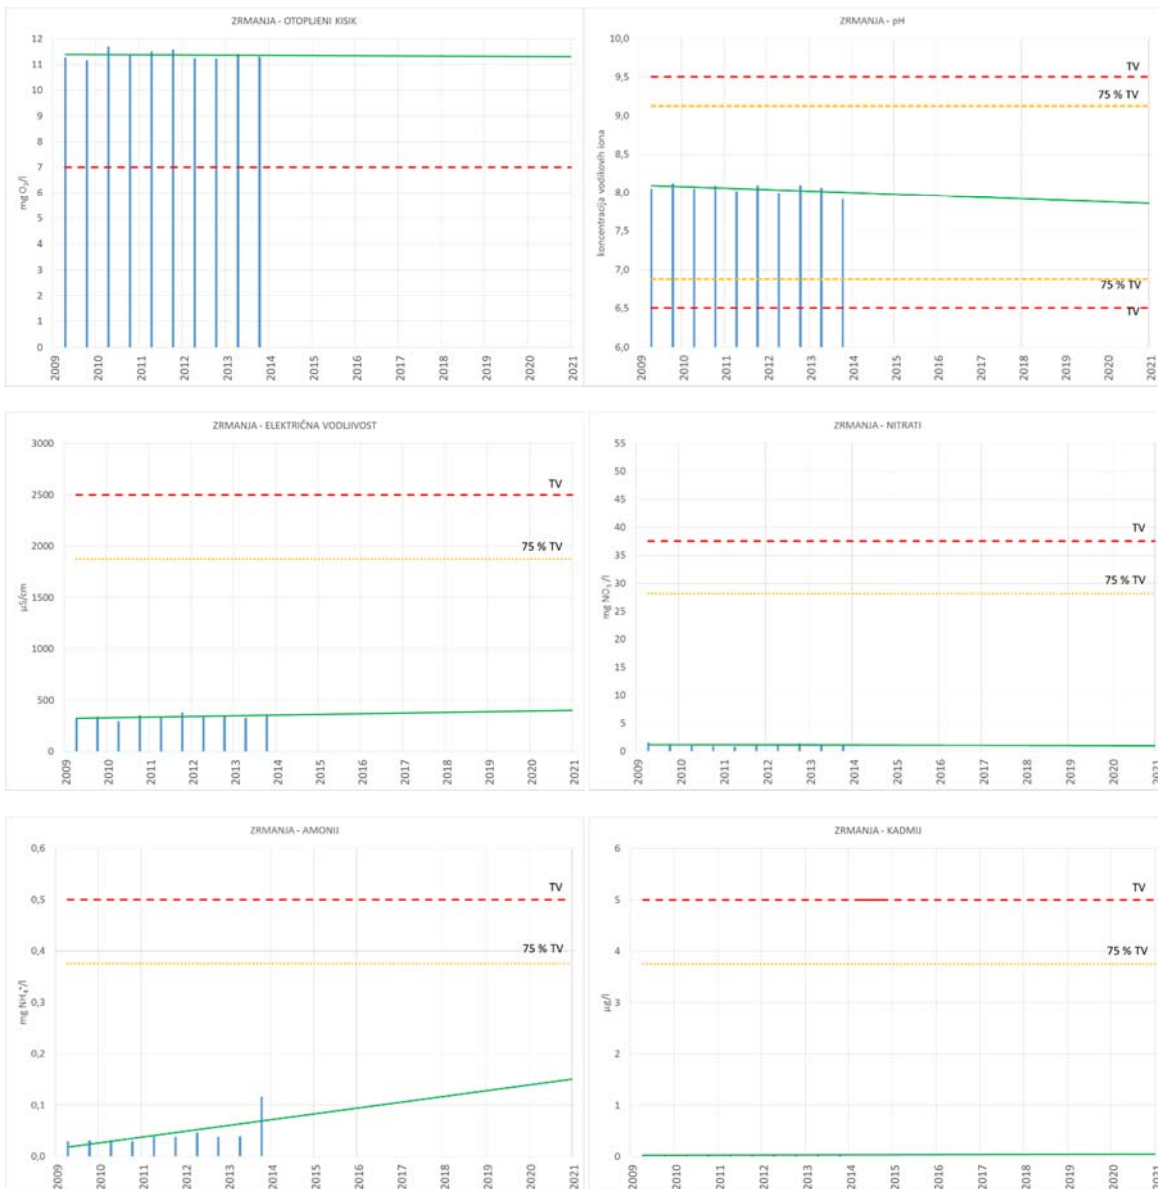 ZRMANJA - OTOPLJENI KISIK
12
11
10
9
8
7
6
5
4
3
2
1
0
mg O₂/l
2009 2010 2011 2012 2013 2014 2015 2016 2017 2018 2019 2020 2021
ZRMANJA - pH
10,0
9,5
9,0
8,5
8,0
7,5
7,0
6,5
6,0
koncentracija vodikovih iona
TV
75 % TV
75 % TV
TV
2009 2010 2011 2012 2013 2014 2015 2016 2017 2018 2019 2020 2021
ZRMANJA - ELEKTRIČNA VODLJIVOST
3000
2500
2000
1500
1000
500
0
µS/cm
TV
75 % TV
2009 2010 2011 2012 2013 2014 2015 2016 2017 2018 2019 2020 2021
ZRMANJA - NITRATI
55
50
45
40
35
30
25
20
15
10
5
0
mg NO₃⁻/l
TV
75 % TV
2009 2010 2011 2012 2013 2014 2015 2016 2017 2018 2019 2020 2021
ZRMANJA - AMONIJ
0,6
0,5
0,4
0,3
0,2
0,1
0,0
mg NH₄⁺/l
TV
75 % TV
2009 2010 2011 2012 2013 2014 2015 2016 2017 2018 2019 2020 2021
ZRMANJA - KADMIJ
6
5
4
3
2
1
0
µg/l
TV
75 % TV
2009 2010 2011 2012 2013 2014 2015 2016 2017 2018 2019 2020 2021